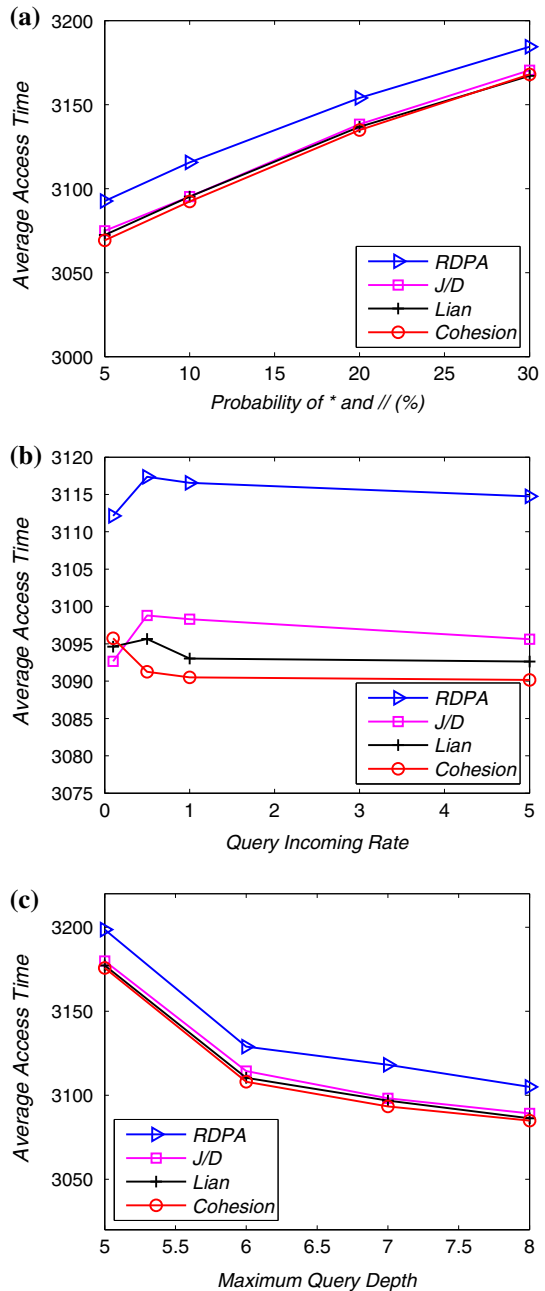 (a)
3200
3150
3100
3050
3000
Average Access Time
RDPA
J/D
Lian
Cohesion
5 10 15 20 25 30
Probability of * and // (%)
(b)
3120
3115
3110
3105
3100
3095
3090
3085
3080
3075
Average Access Time
RDPA
J/D
Lian
Cohesion
0 1 2 3 4 5
Query Incoming Rate
(c)
3200
3150
3100
3050
Average Access Time
RDPA
J/D
Lian
Cohesion
5 5.5 6 6.5 7 7.5 8
Maximum Query Depth